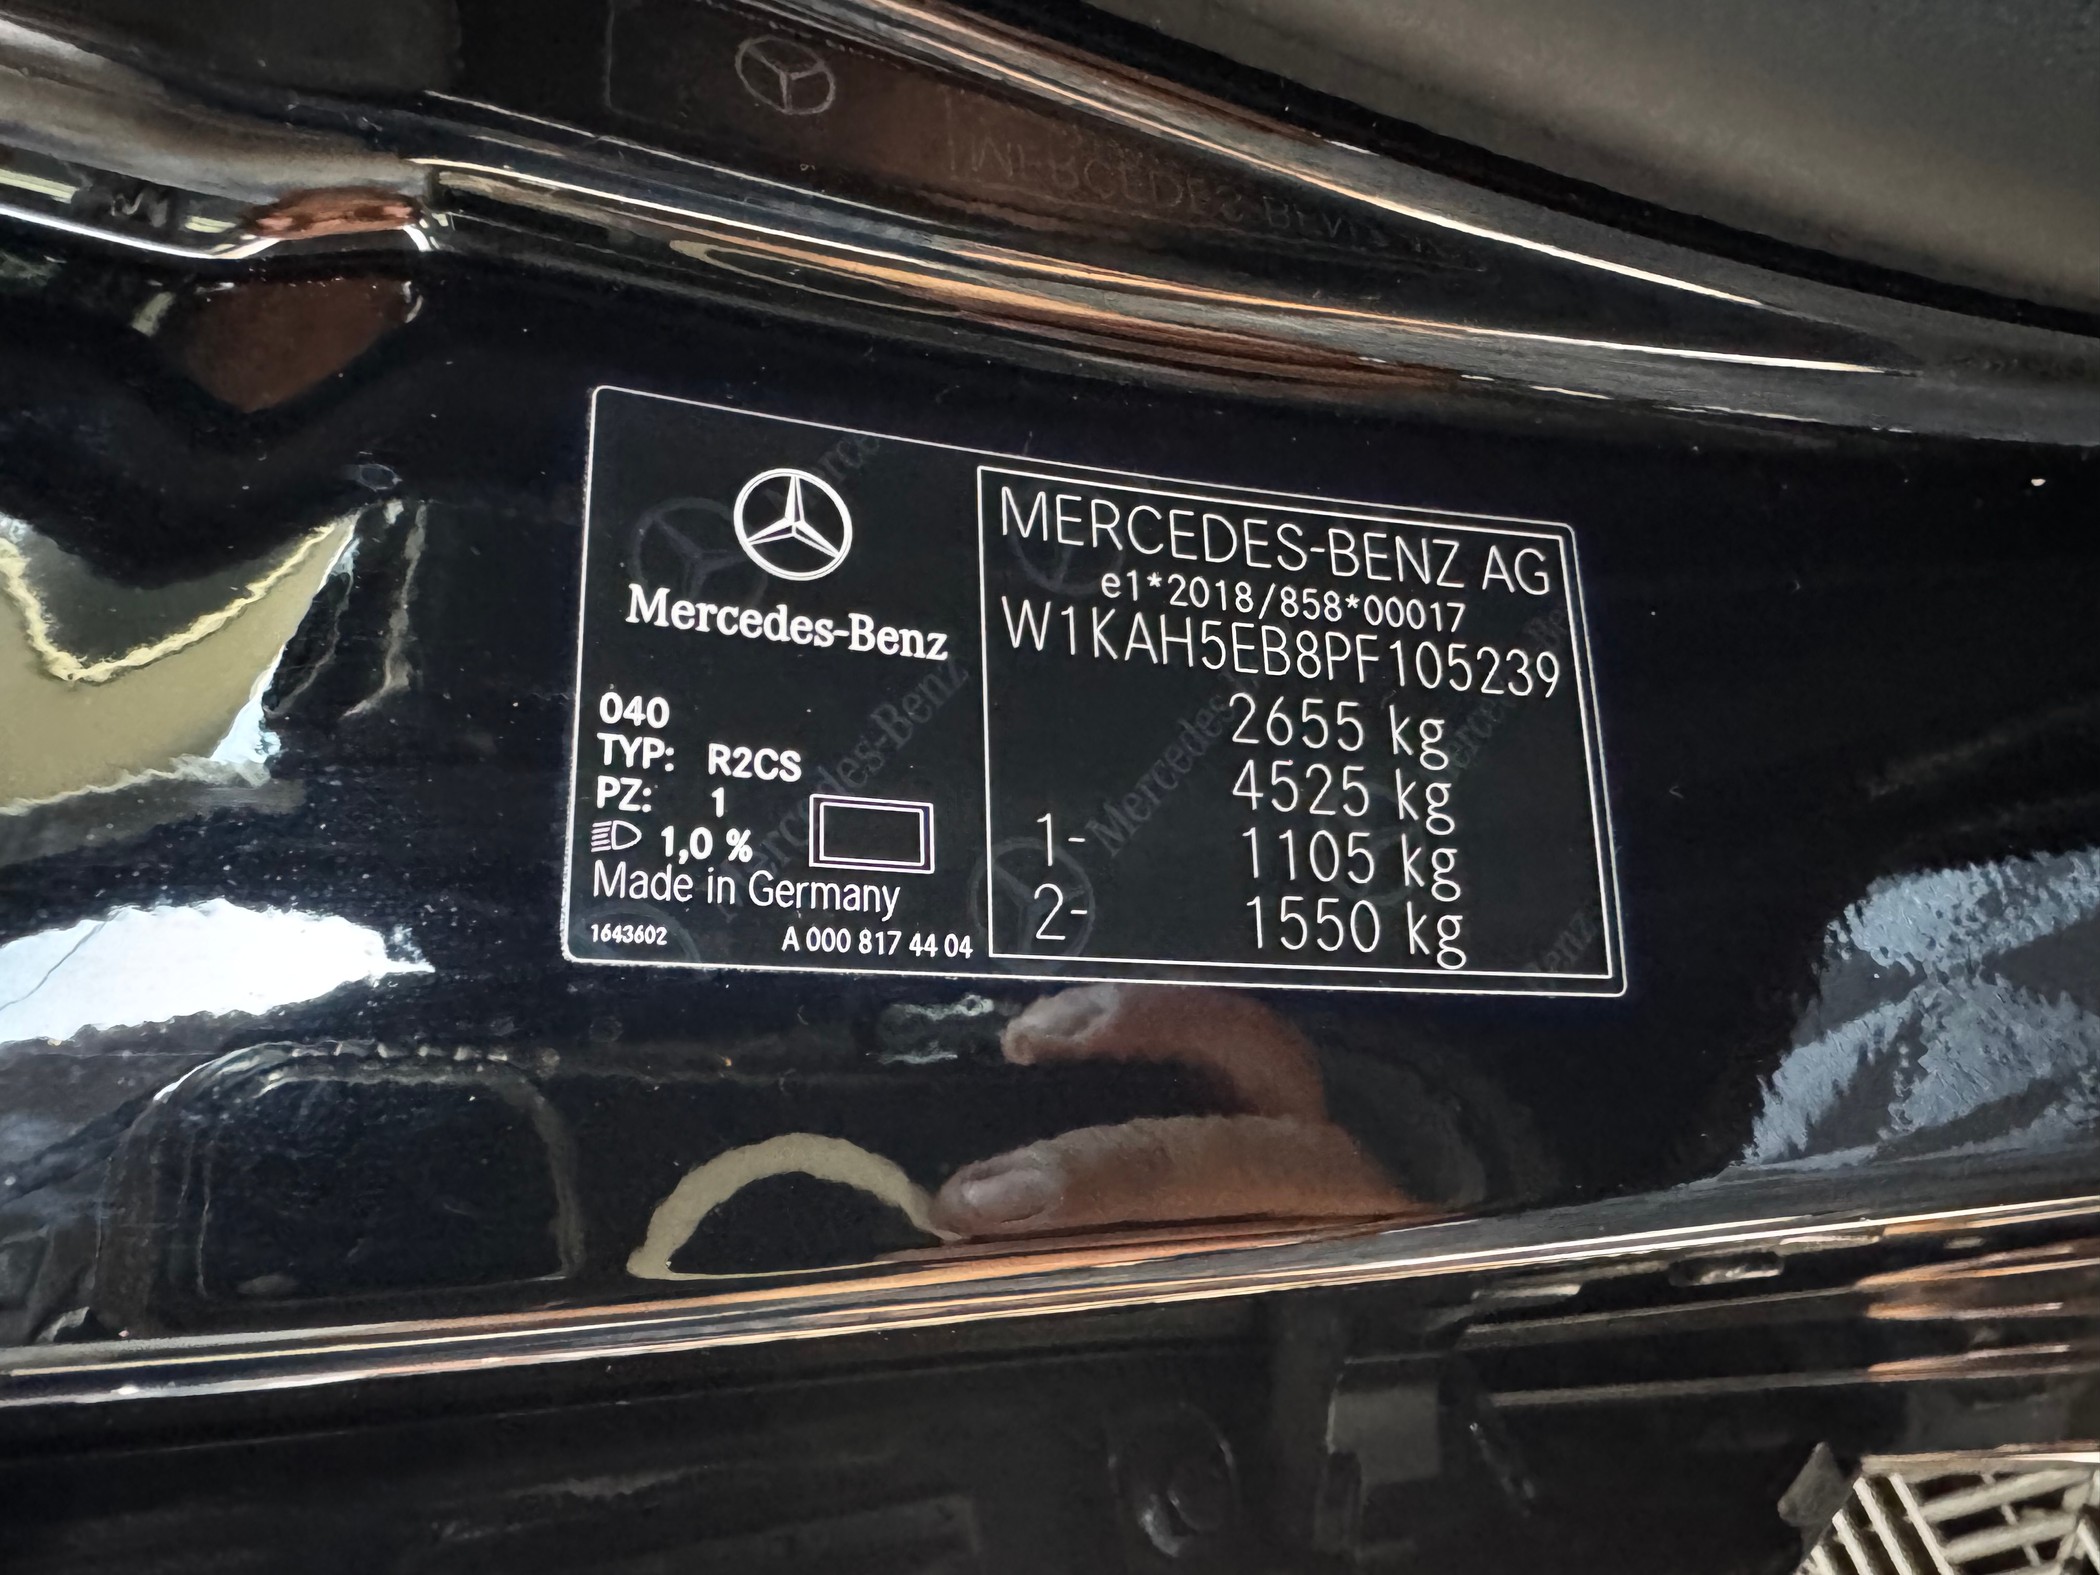 Mercedes-Benz
040
TYP: R2CS
PZ: 1
1,0 %
Made in Germany
1643602 A 000 817 44 04
MERCEDES-BENZ AG
e1*2018/858*00017
W1KAH5EB8PF105239
2655 kg
4525 kg
1- 1105 kg
2- 1550 kg